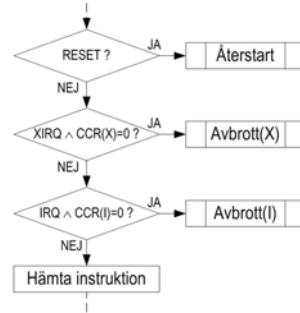 RESET ?
JA
Återstart
NEJ
XIRQ ∧ CCR(X)=0 ?
JA
Avbrott(X)
NEJ
IRQ ∧ CCR(I)=0 ?
JA
Avbrott(I)
NEJ
Hämta instruktion